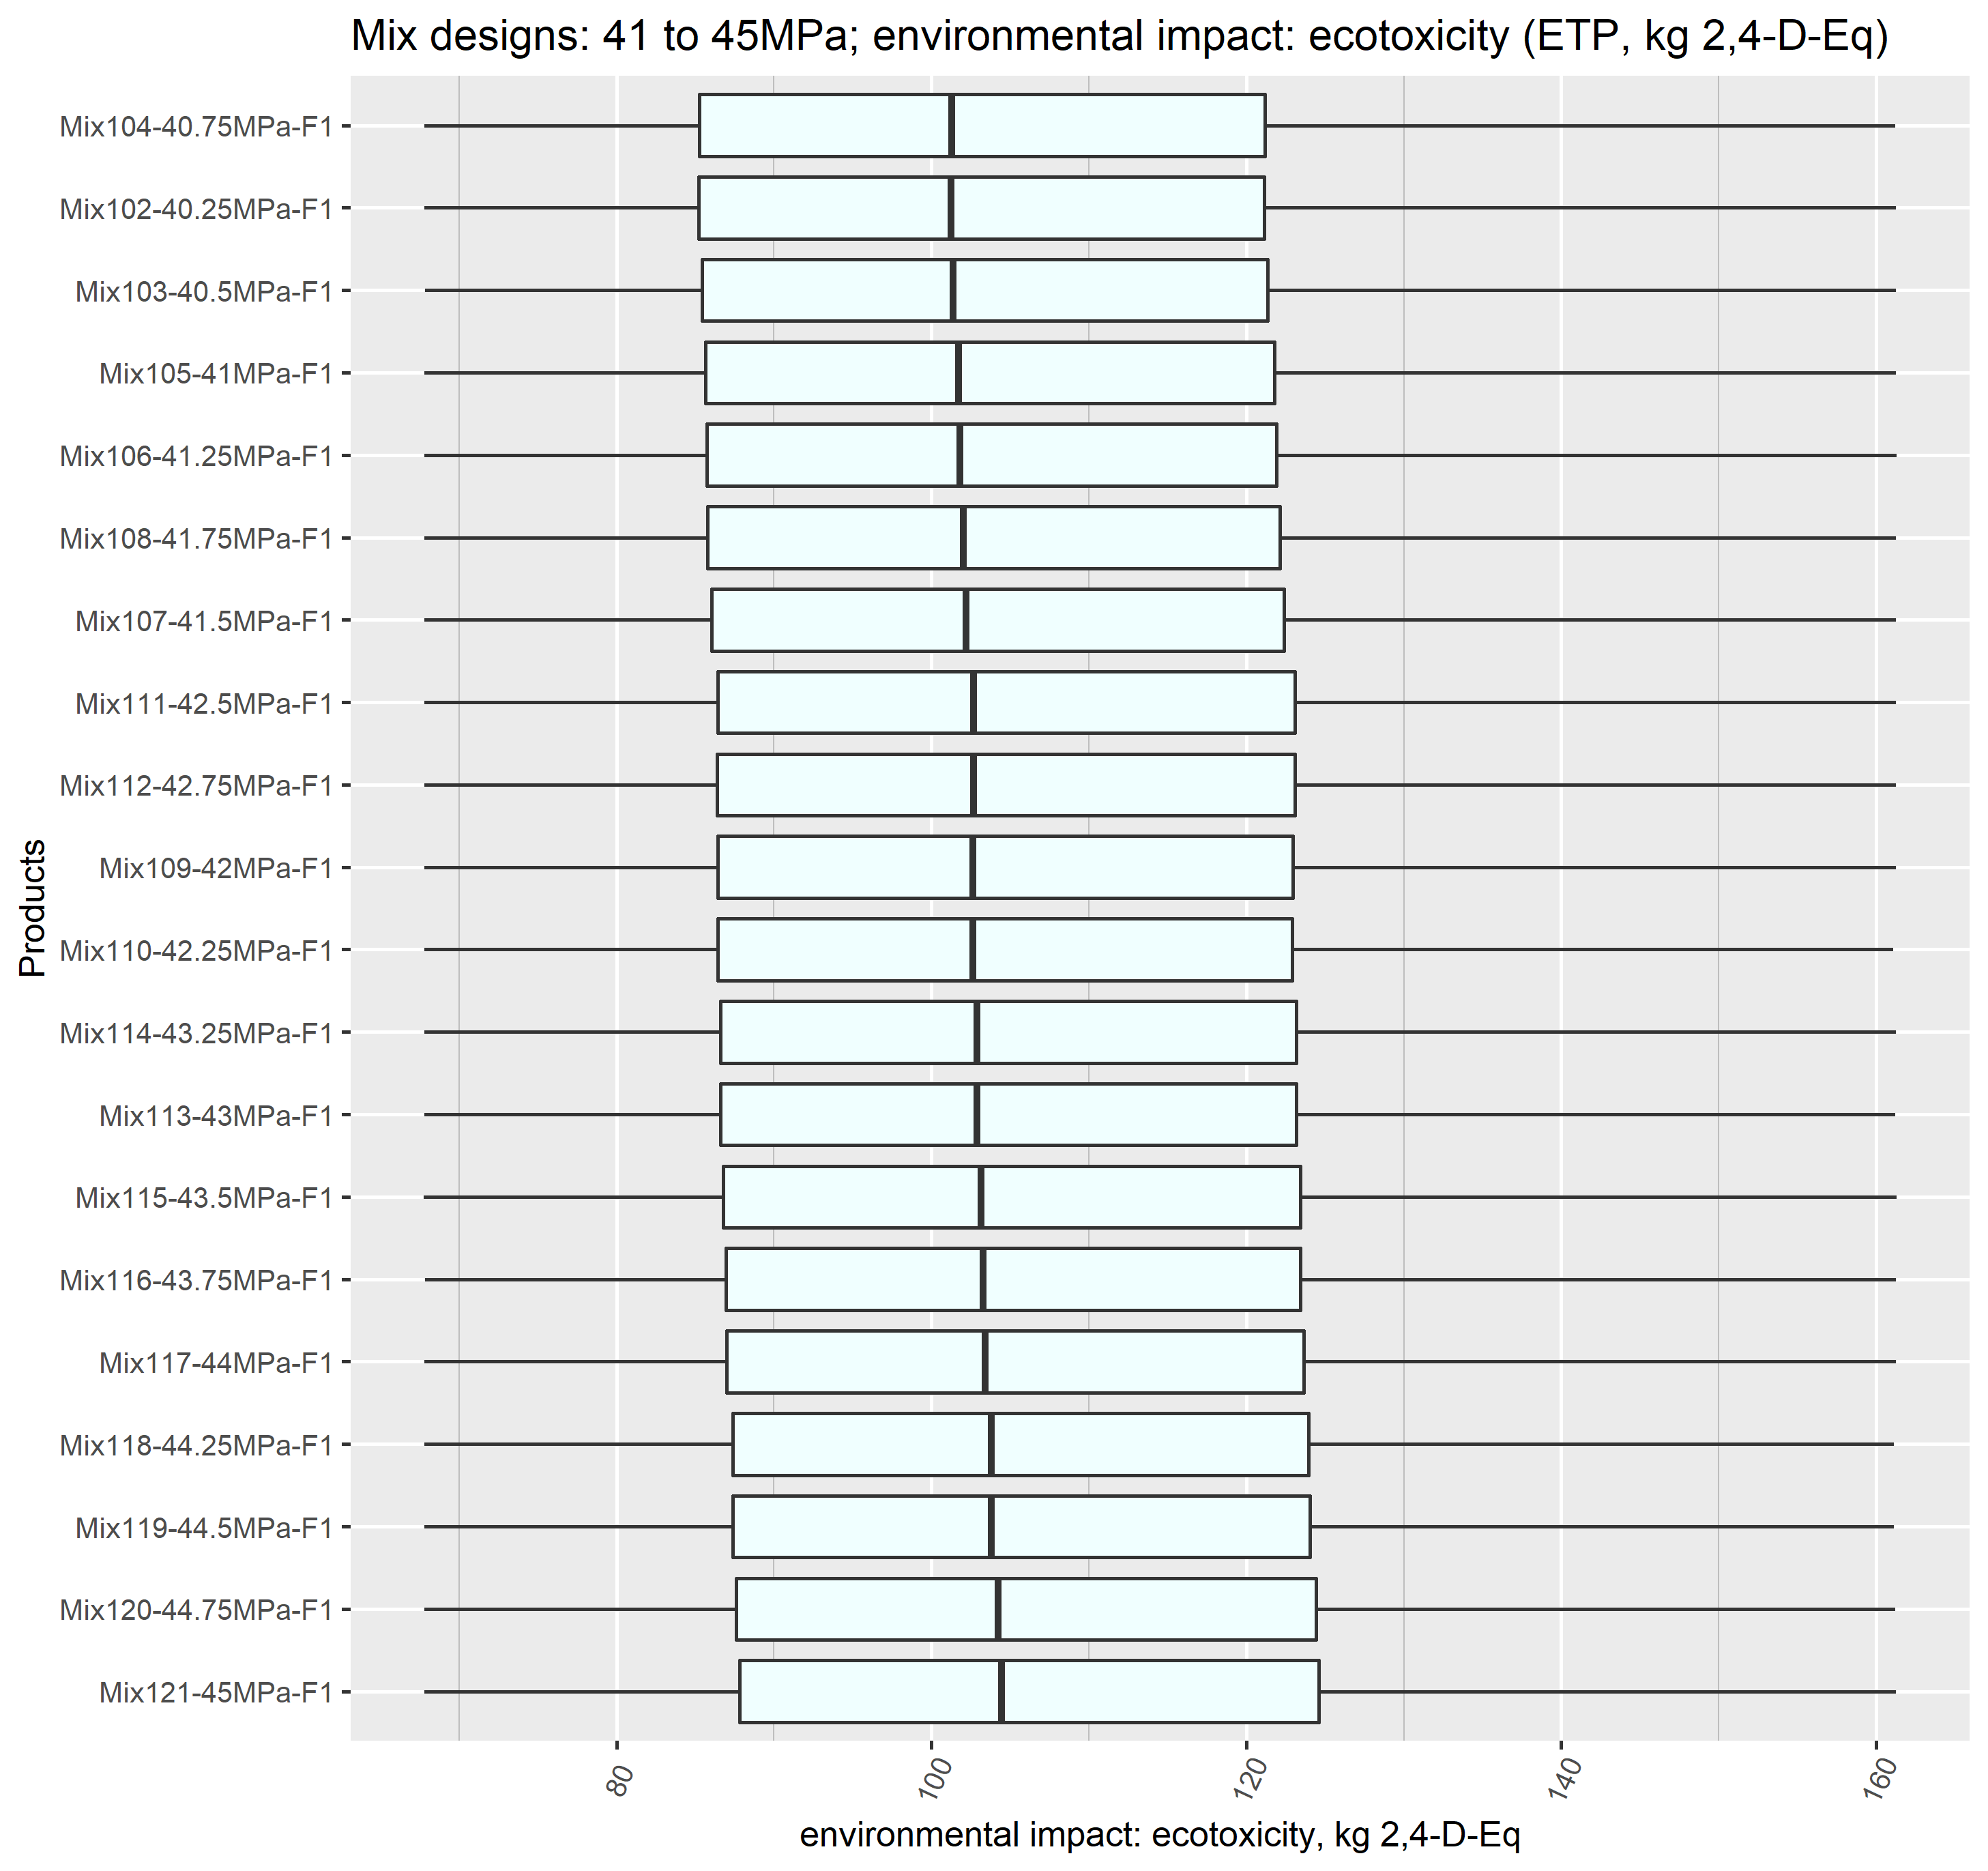 Mix designs: 41 to 45MPa; environmental impact: ecotoxicity (ETP, kg 2,4-D-Eq)
Products
Mix104-40.75MPa-F1
Mix102-40.25MPa-F1
Mix103-40.5MPa-F1
Mix105-41MPa-F1
Mix106-41.25MPa-F1
Mix108-41.75MPa-F1
Mix107-41.5MPa-F1
Mix111-42.5MPa-F1
Mix112-42.75MPa-F1
Mix109-42MPa-F1
Mix110-42.25MPa-F1
Mix114-43.25MPa-F1
Mix113-43MPa-F1
Mix115-43.5MPa-F1
Mix116-43.75MPa-F1
Mix117-44MPa-F1
Mix118-44.25MPa-F1
Mix119-44.5MPa-F1
Mix120-44.75MPa-F1
Mix121-45MPa-F1
80 100 120 140 160
environmental impact: ecotoxicity, kg 2,4-D-Eq